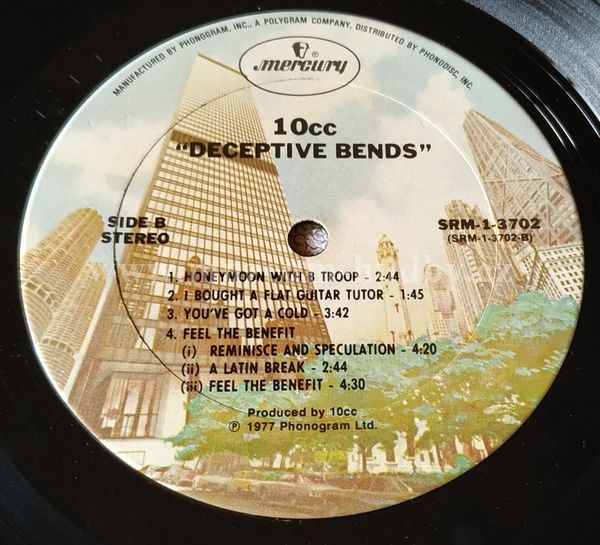 MANUFACTURED BY PHONOGRAM, INC., A POLYGRAM COMPANY. DISTRIBUTED BY PHONODISC, INC.
mercury
10cc
"DECEPTIVE BENDS"
SIDE B
STEREO
SRM-1-3702
(SRM-1-3702-B)
1. HONEYMOON WITH B TROOP - 2:44
2. I BOUGHT A FLAT GUITAR TUTOR - 1:45
3. YOU'VE GOT A COLD - 3:42
4. FEEL THE BENEFIT
(i) REMINISCE AND SPECULATION - 4:20
(ii) A LATIN BREAK - 2:44
(iii) FEEL THE BENEFIT - 4:30
Produced by 10cc
℗ 1977 Phonogram Ltd.